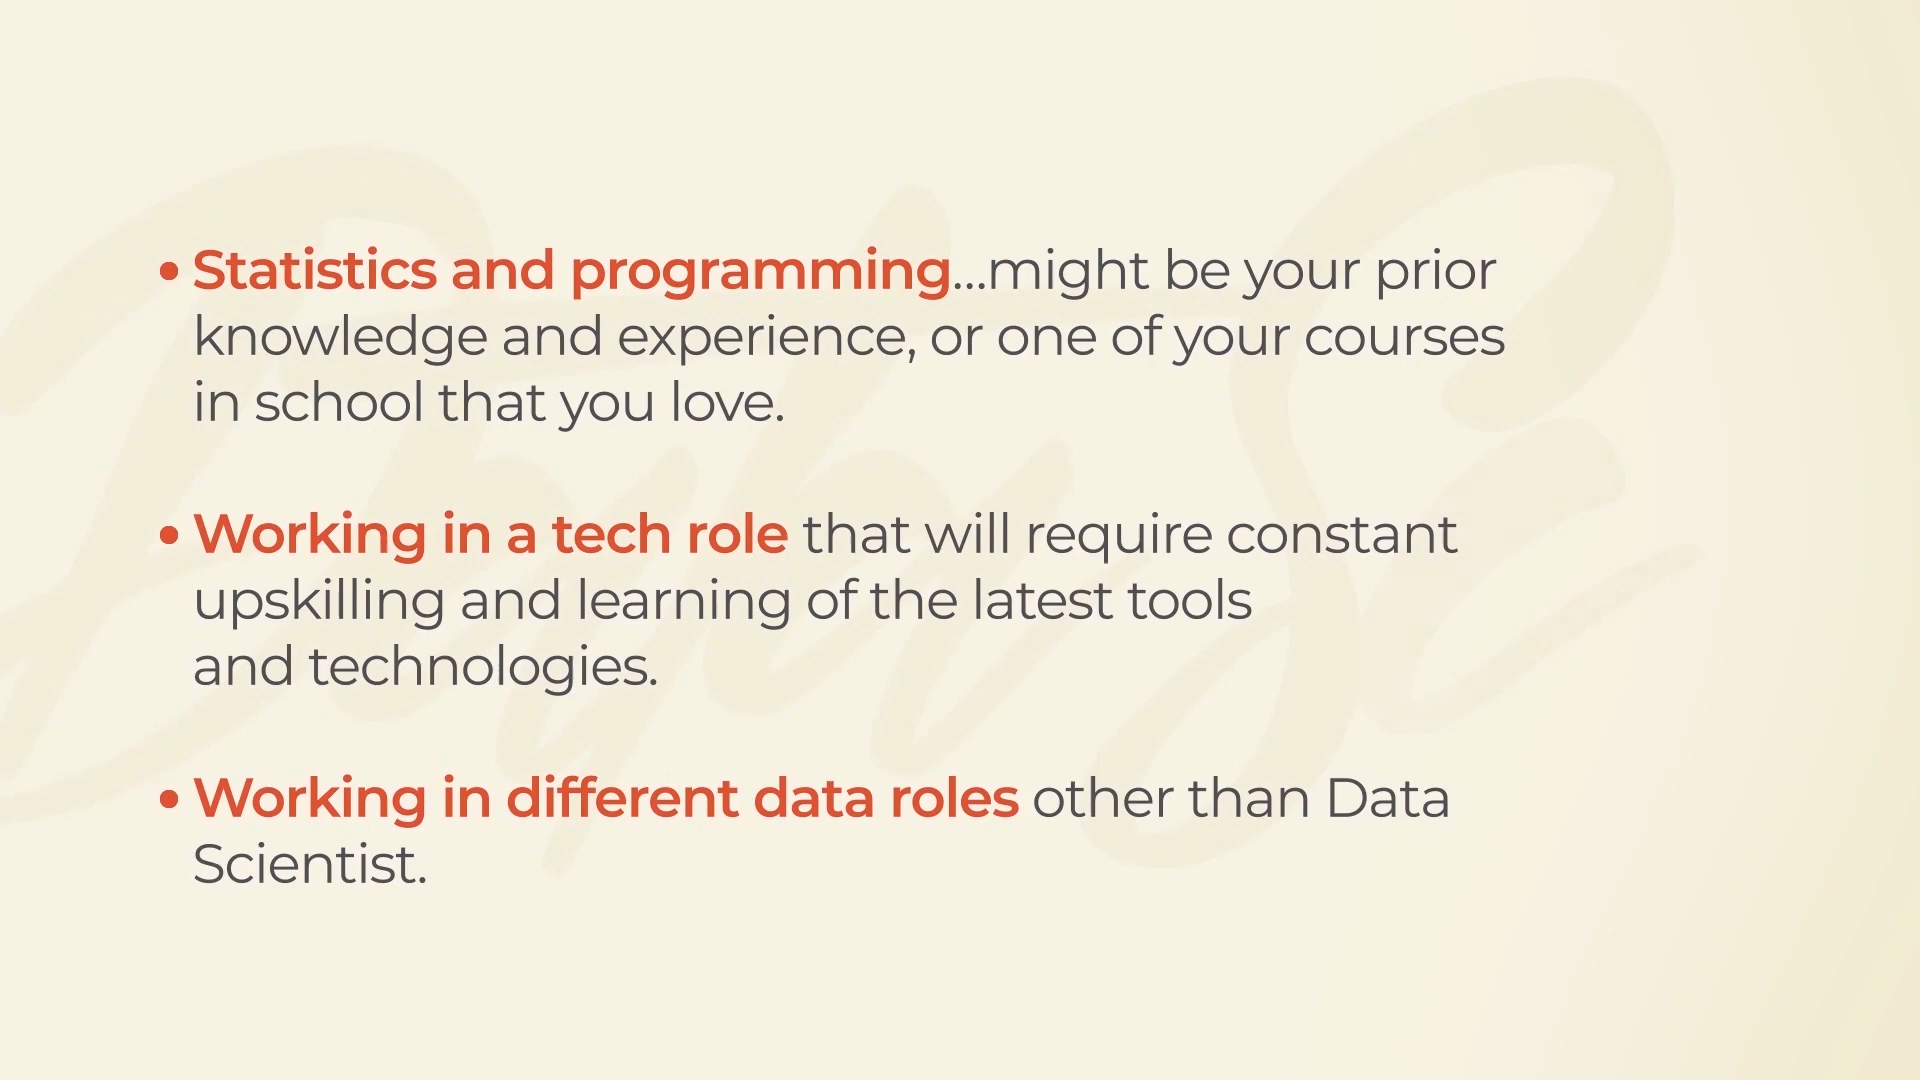 • Statistics and programming...might be your prior
knowledge and experience, or one of your courses
in school that you love.
• Working in a tech role that will require constant
upskilling and learning of the latest tools
and technologies.
• Working in different data roles other than Data
Scientist.